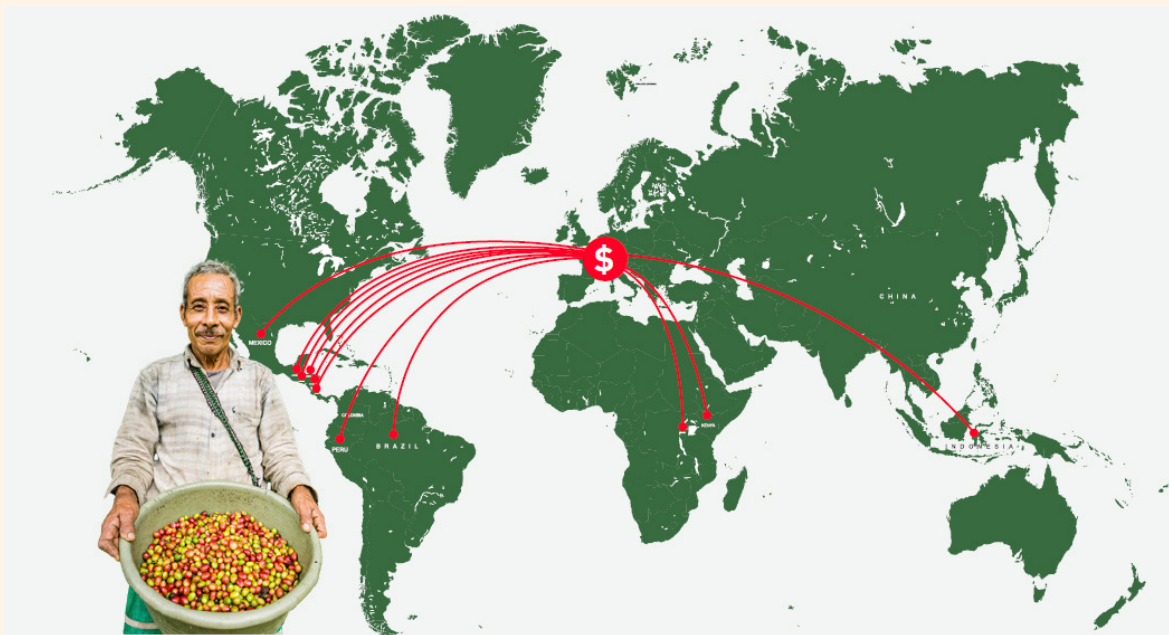 $
CHINA
MEXICO
COLOMBIA
KENYA
BRAZIL
PERU
INDONESIA